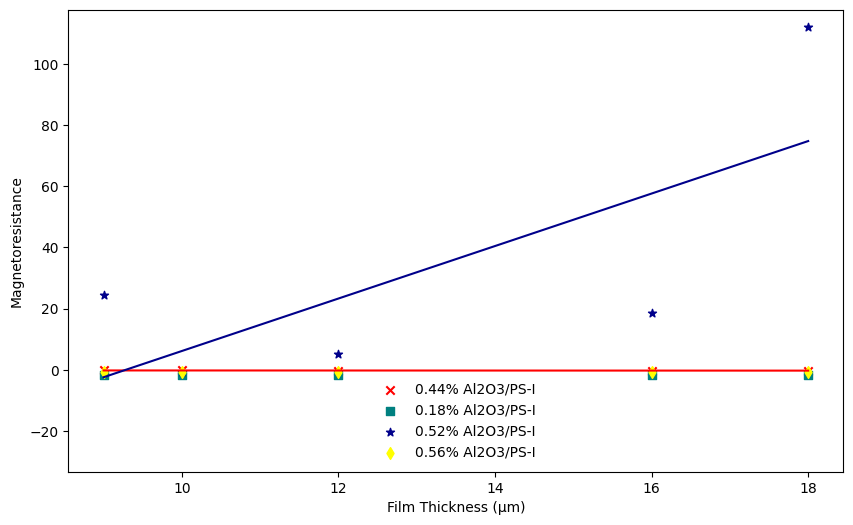 100
80
60
40
20
0
−20
Magnetoresistance
0.44% Al2O3/PS-I
0.18% Al2O3/PS-I
0.52% Al2O3/PS-I
0.56% Al2O3/PS-I
10 12 14 16 18
Film Thickness (μm)